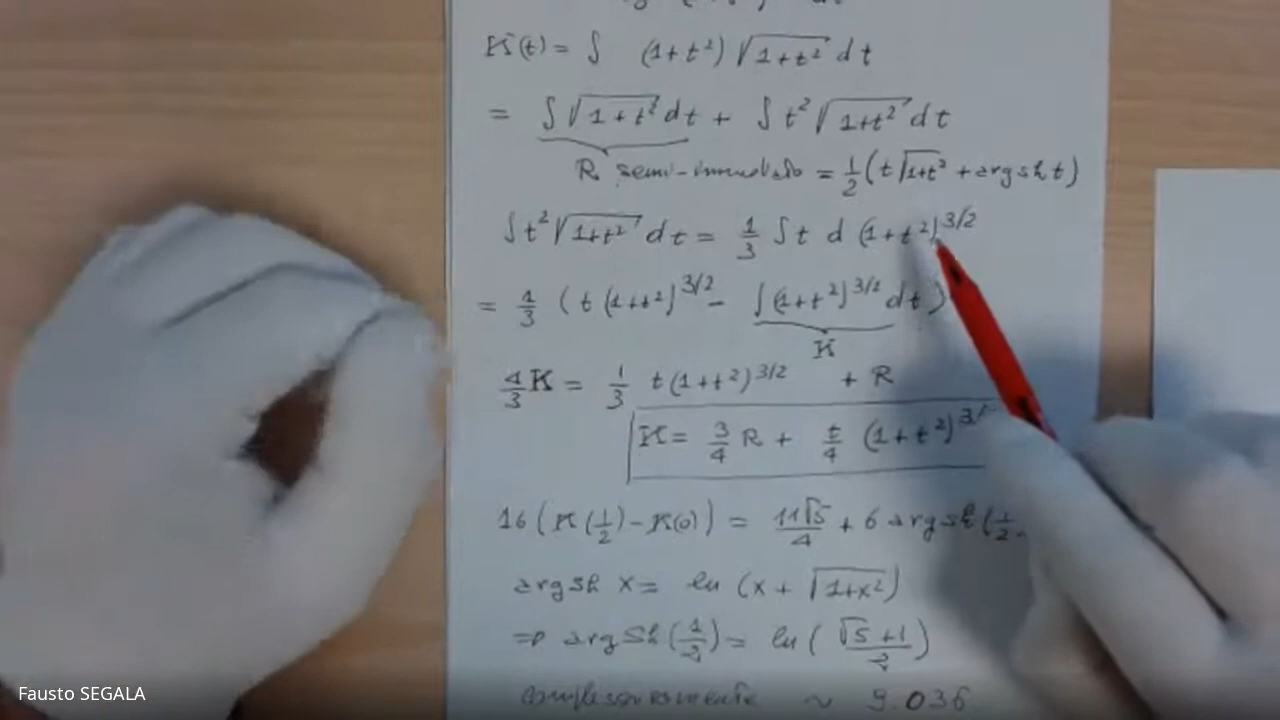 K(t) = ∫ (1+t²) √(1+t²) dt
= ∫√(1+t²) dt + ∫ t² √(1+t²) dt
R semi-immediato = 1/2 (t√(1+t²) + argsh t)
∫t² √(1+t²) dt = 1/3 ∫ t d (1+t²)^3/2
= 1/3 ( t (1+t²)^3/2 - ∫(1+t²)^3/2 dt )
K
4/3 K = 1/3 t (1+t²)^3/2 + R
K = 3/4 R + t/4 (1+t²)^3/
16 (K(1/2) - K(0)) = 11√5/4 + 6 argsh (1/2
argsh x = ln (x + √(1+x²))
⇒ argsh(1/2) = ln ( (√5+1)/2 )
complessivamente ~ 9.036
Fausto SEGALA